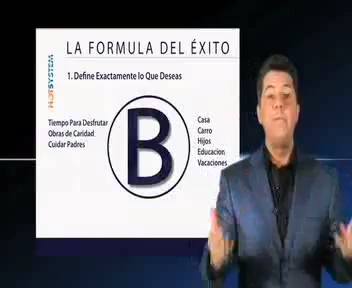 LA FORMULA DEL ÉXITO
HOTSYSTEM
1. Define Exactamente lo Que Deseas
Tiempo Para Desfrutar
Obras de Caridad
Cuidar Padres
B
Casa
Carro
Hijos
Educacion
Vacaciones